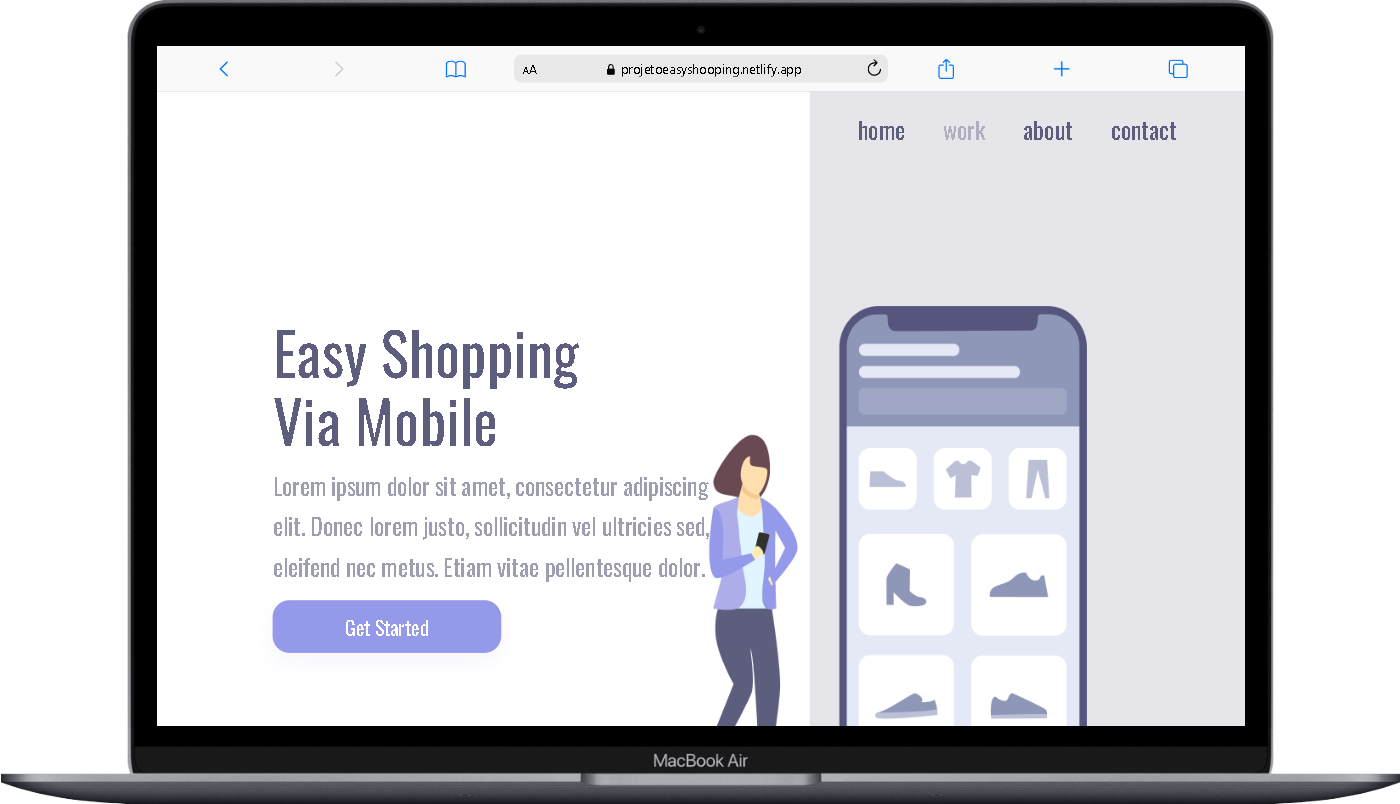 AA projetoeasyshooping.netlify.app
home work about contact
Easy Shopping
Via Mobile
Lorem ipsum dolor sit amet, consectetur adipiscing
elit. Donec lorem justo, sollicitudin vel ultricies sed,
eleifend nec metus. Etiam vitae pellentesque dolor.
Get Started
MacBook Air